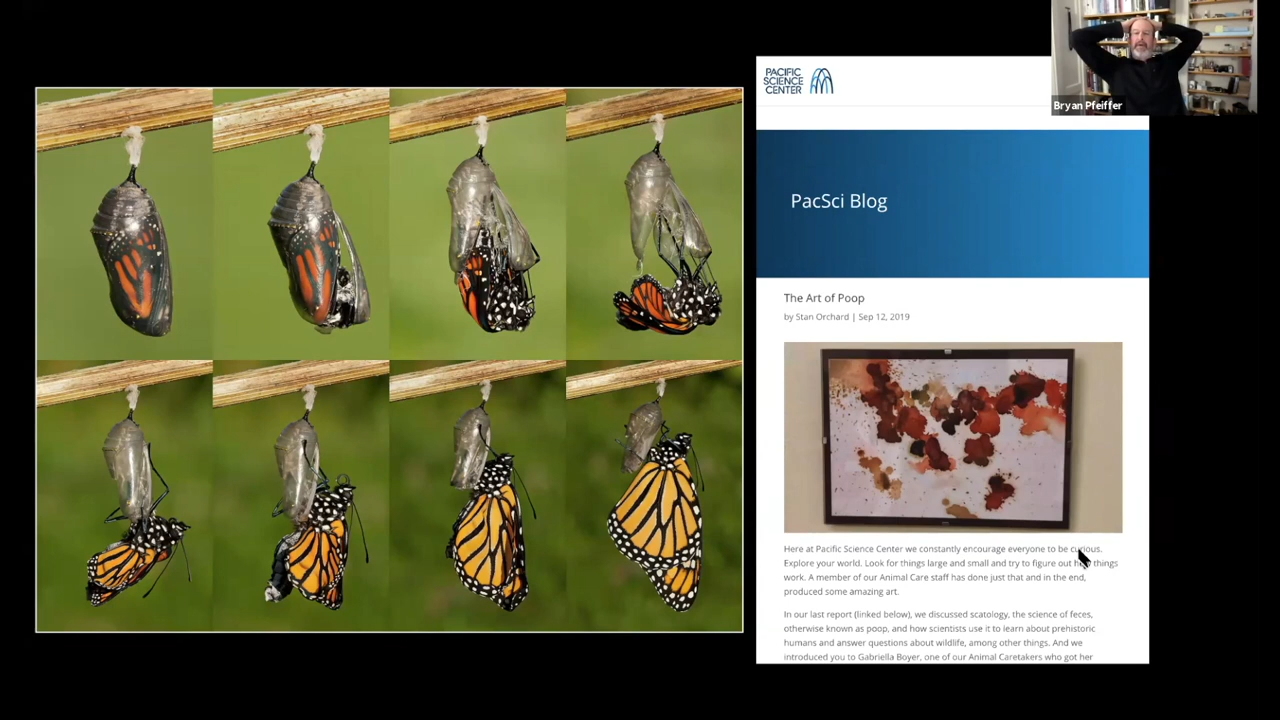 PACIFIC
SCIENCE
CENTER
Bryan Pfeiffer
PacSci Blog
The Art of Poop
by Stan Orchard | Sep 12, 2019
Here at Pacific Science Center we constantly encourage everyone to be curious.
Explore your world. Look for things large and small and try to figure out how things
work. A member of our Animal Care staff has done just that and in the end,
produced some amazing art.
In our last report (linked below), we discussed scatology, the science of feces,
otherwise known as poop, and how scientists use it to learn about prehistoric
humans and answer questions about wildlife, among other things. And we
introduced you to Gabriella Boyer, one of our Animal Caretakers who got her